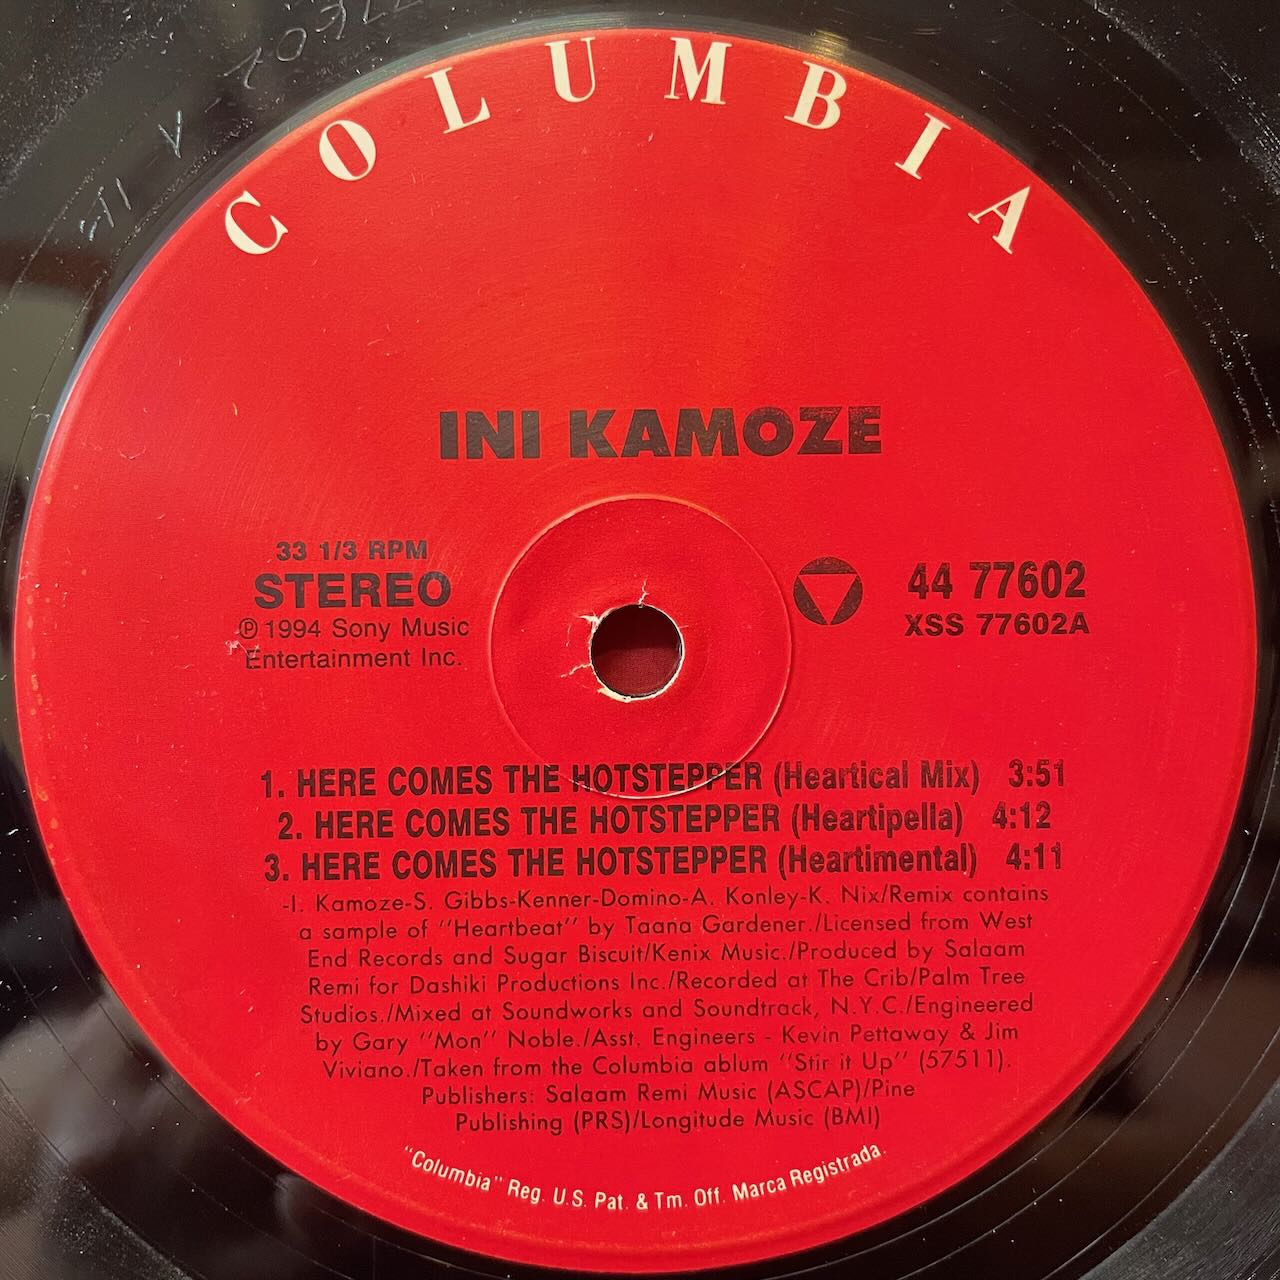 COLUMBIA
INI KAMOZE
33 1/3 RPM
STEREO
℗ 1994 Sony Music
Entertainment Inc.
44 77602
XSS 77602A
1. HERE COMES THE HOTSTEPPER (Heartical Mix) 3:51
2. HERE COMES THE HOTSTEPPER (Heartipella) 4:12
3. HERE COMES THE HOTSTEPPER (Heartimental) 4:11
-I. Kamoze-S. Gibbs-Kenner-Domino-A. Konley-K. Nix/Remix contains
a sample of "Heartbeat" by Taana Gardener./Licensed from West
End Records and Sugar Biscuit/Kenix Music./Produced by Salaam
Remi for Dashiki Productions Inc./Recorded at The Crib/Palm Tree
Studios./Mixed at Soundworks and Soundtrack, N.Y.C./Engineered
by Gary "Mon" Noble./Asst. Engineers - Kevin Pettaway & Jim
Viviano./Taken from the Columbia ablum "Stir it Up" (57511).
Publishers: Salaam Remi Music (ASCAP)/Pine
Publishing (PRS)/Longitude Music (BMI)
"Columbia" Reg. U.S. Pat. & Tm. Off. Marca Registrada.